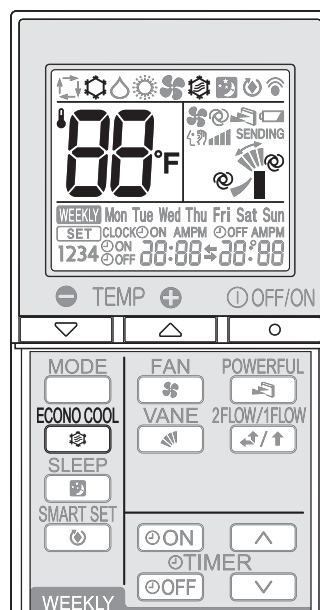 88°F
SENDING
WEEKLY Mon Tue Wed Thu Fri Sat Sun
SET CLOCK ON AMPM OFF AMPM
1234 ON OFF 88:88 88:88
TEMP OFF/ON
MODE FAN POWERFUL
ECONO COOL VANE 2FLOW/1FLOW
SLEEP
SMART SET
ON
TIMER
OFF
WEEKLY